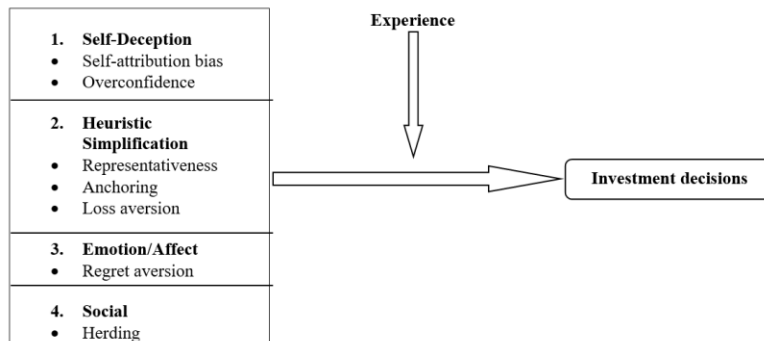 Experience
1. Self-Deception
• Self-attribution bias
• Overconfidence
2. Heuristic
Simplification
• Representativeness
• Anchoring
• Loss aversion
3. Emotion/Affect
• Regret aversion
4. Social
• Herding
Investment decisions